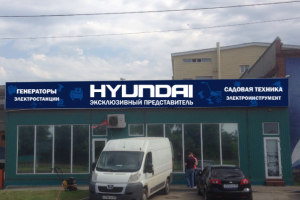 ГЕНЕРАТОРЫ
ЭЛЕКТРОСТАНЦИИ
HYUNDAI
ЭКСКЛЮЗИВНЫЙ ПРЕДСТАВИТЕЛЬ
САДОВАЯ ТЕХНИКА
ЭЛЕКТРОИНСТРУМЕНТ